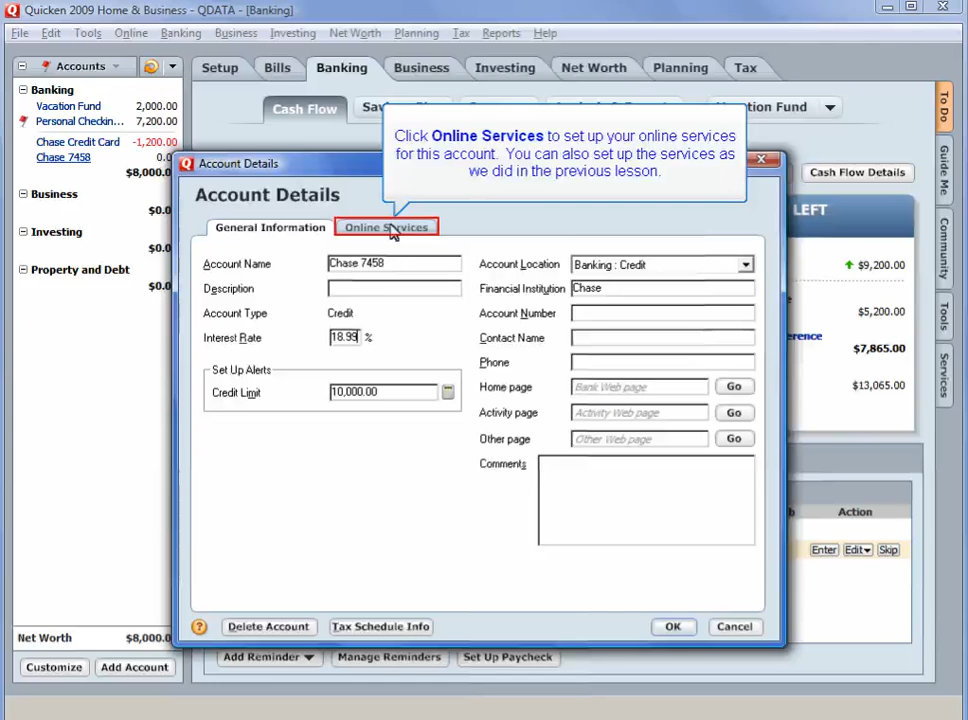 Quicken 2009 Home & Business - QDATA - [Banking]
File Edit Tools Online Banking Business Investing Net Worth Planning Tax Reports Help
Accounts
Setup Bills Banking Business Investing Net Worth Planning Tax
Banking
Vacation Fund 2,000.00
Personal Checkin... 7,200.00
Chase Credit Card -1,200.00
Chase 7458 0.0
$8,000.0
Business
$0.0
Investing
$0.0
Property and Debt
$0.0
$0.0
Net Worth $8,000.0
Customize Add Account
Cash Flow
Click Online Services to set up your online services
for this account. You can also set up the services as
we did in the previous lesson.
Account Details
Account Details
General Information Online Services
Account Name Chase 7458
Description
Account Type Credit
Interest Rate 18.99 %
Set Up Alerts
Credit Limit 10,000.00
Account Location Banking : Credit
Financial Institution Chase
Account Number
Contact Name
Phone
Home page Bank Web page Go
Activity page Activity Web page Go
Other page Other Web page Go
Comments
Delete Account Tax Schedule Info OK Cancel
Add Reminder Manage Reminders Set Up Paycheck
Cash Flow Details
LEFT
$9,200.00
$5,200.00
$7,865.00
$13,065.00
Action
Enter Edit Skip
To Do
Guide Me
Community
Tools
Services